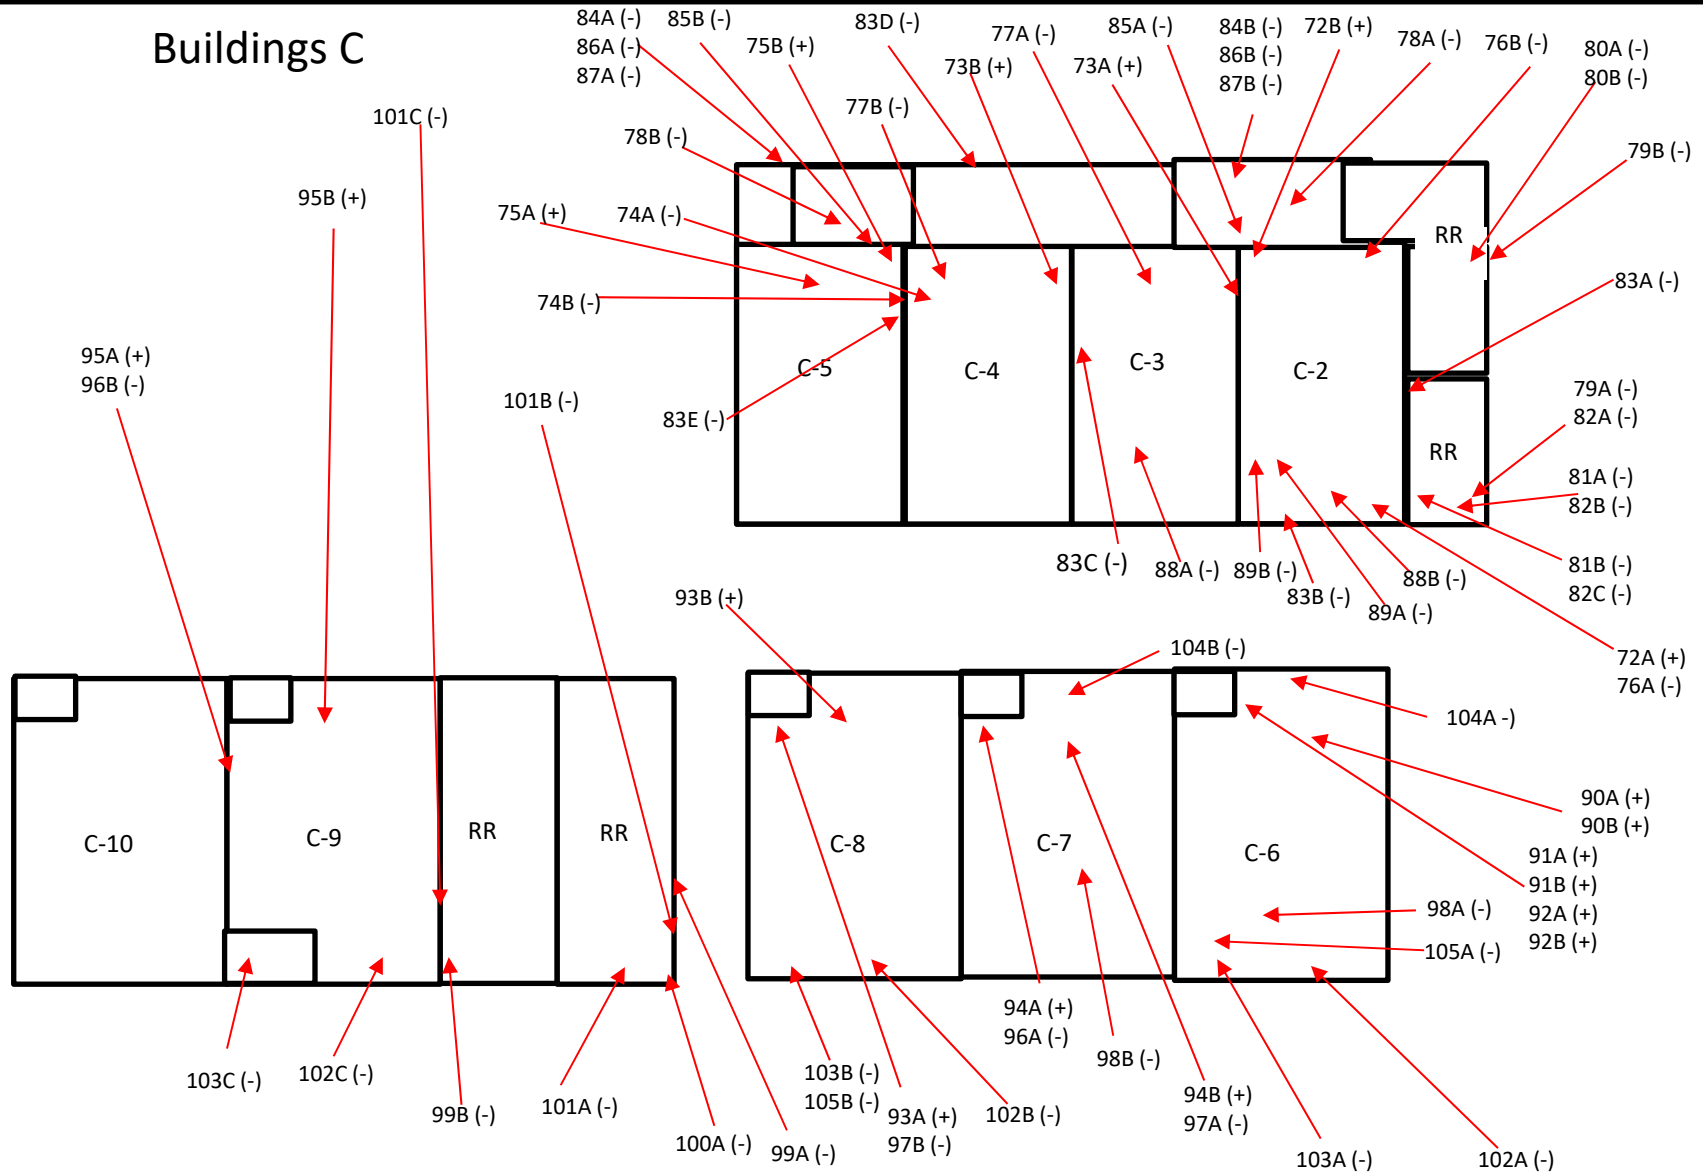 Buildings C
84A (-)
86A (-)
87A (-)
85B (-)
75B (+)
83D (-)
73B (+)
77A (-)
73A (+)
85A (-)
84B (-)
86B (-)
87B (-)
72B (+)
78A (-)
76B (-)
80A (-)
80B (-)
79B (-)
101C (-)
78B (-)
77B (-)
95B (+)
75A (+)
74A (-)
74B (-)
RR
83A (-)
95A (+)
96B (-)
C-5
C-4
C-3
C-2
101B (-)
83E (-)
79A (-)
82A (-)
RR
81A (-)
82B (-)
83C (-)
88A (-)
89B (-)
83B (-)
89A (-)
88B (-)
81B (-)
82C (-)
93B (+)
104B (-)
72A (+)
76A (-)
104A -)
90A (+)
90B (+)
C-10
C-9
RR
RR
C-8
C-7
C-6
91A (+)
91B (+)
92A (+)
92B (+)
98A (-)
105A (-)
103C (-)
102C (-)
99B (-)
101A (-)
100A (-)
99A (-)
103B (-)
105B (-)
93A (+)
97B (-)
102B (-)
94A (+)
96A (-)
98B (-)
94B (+)
97A (-)
103A (-)
102A (-)